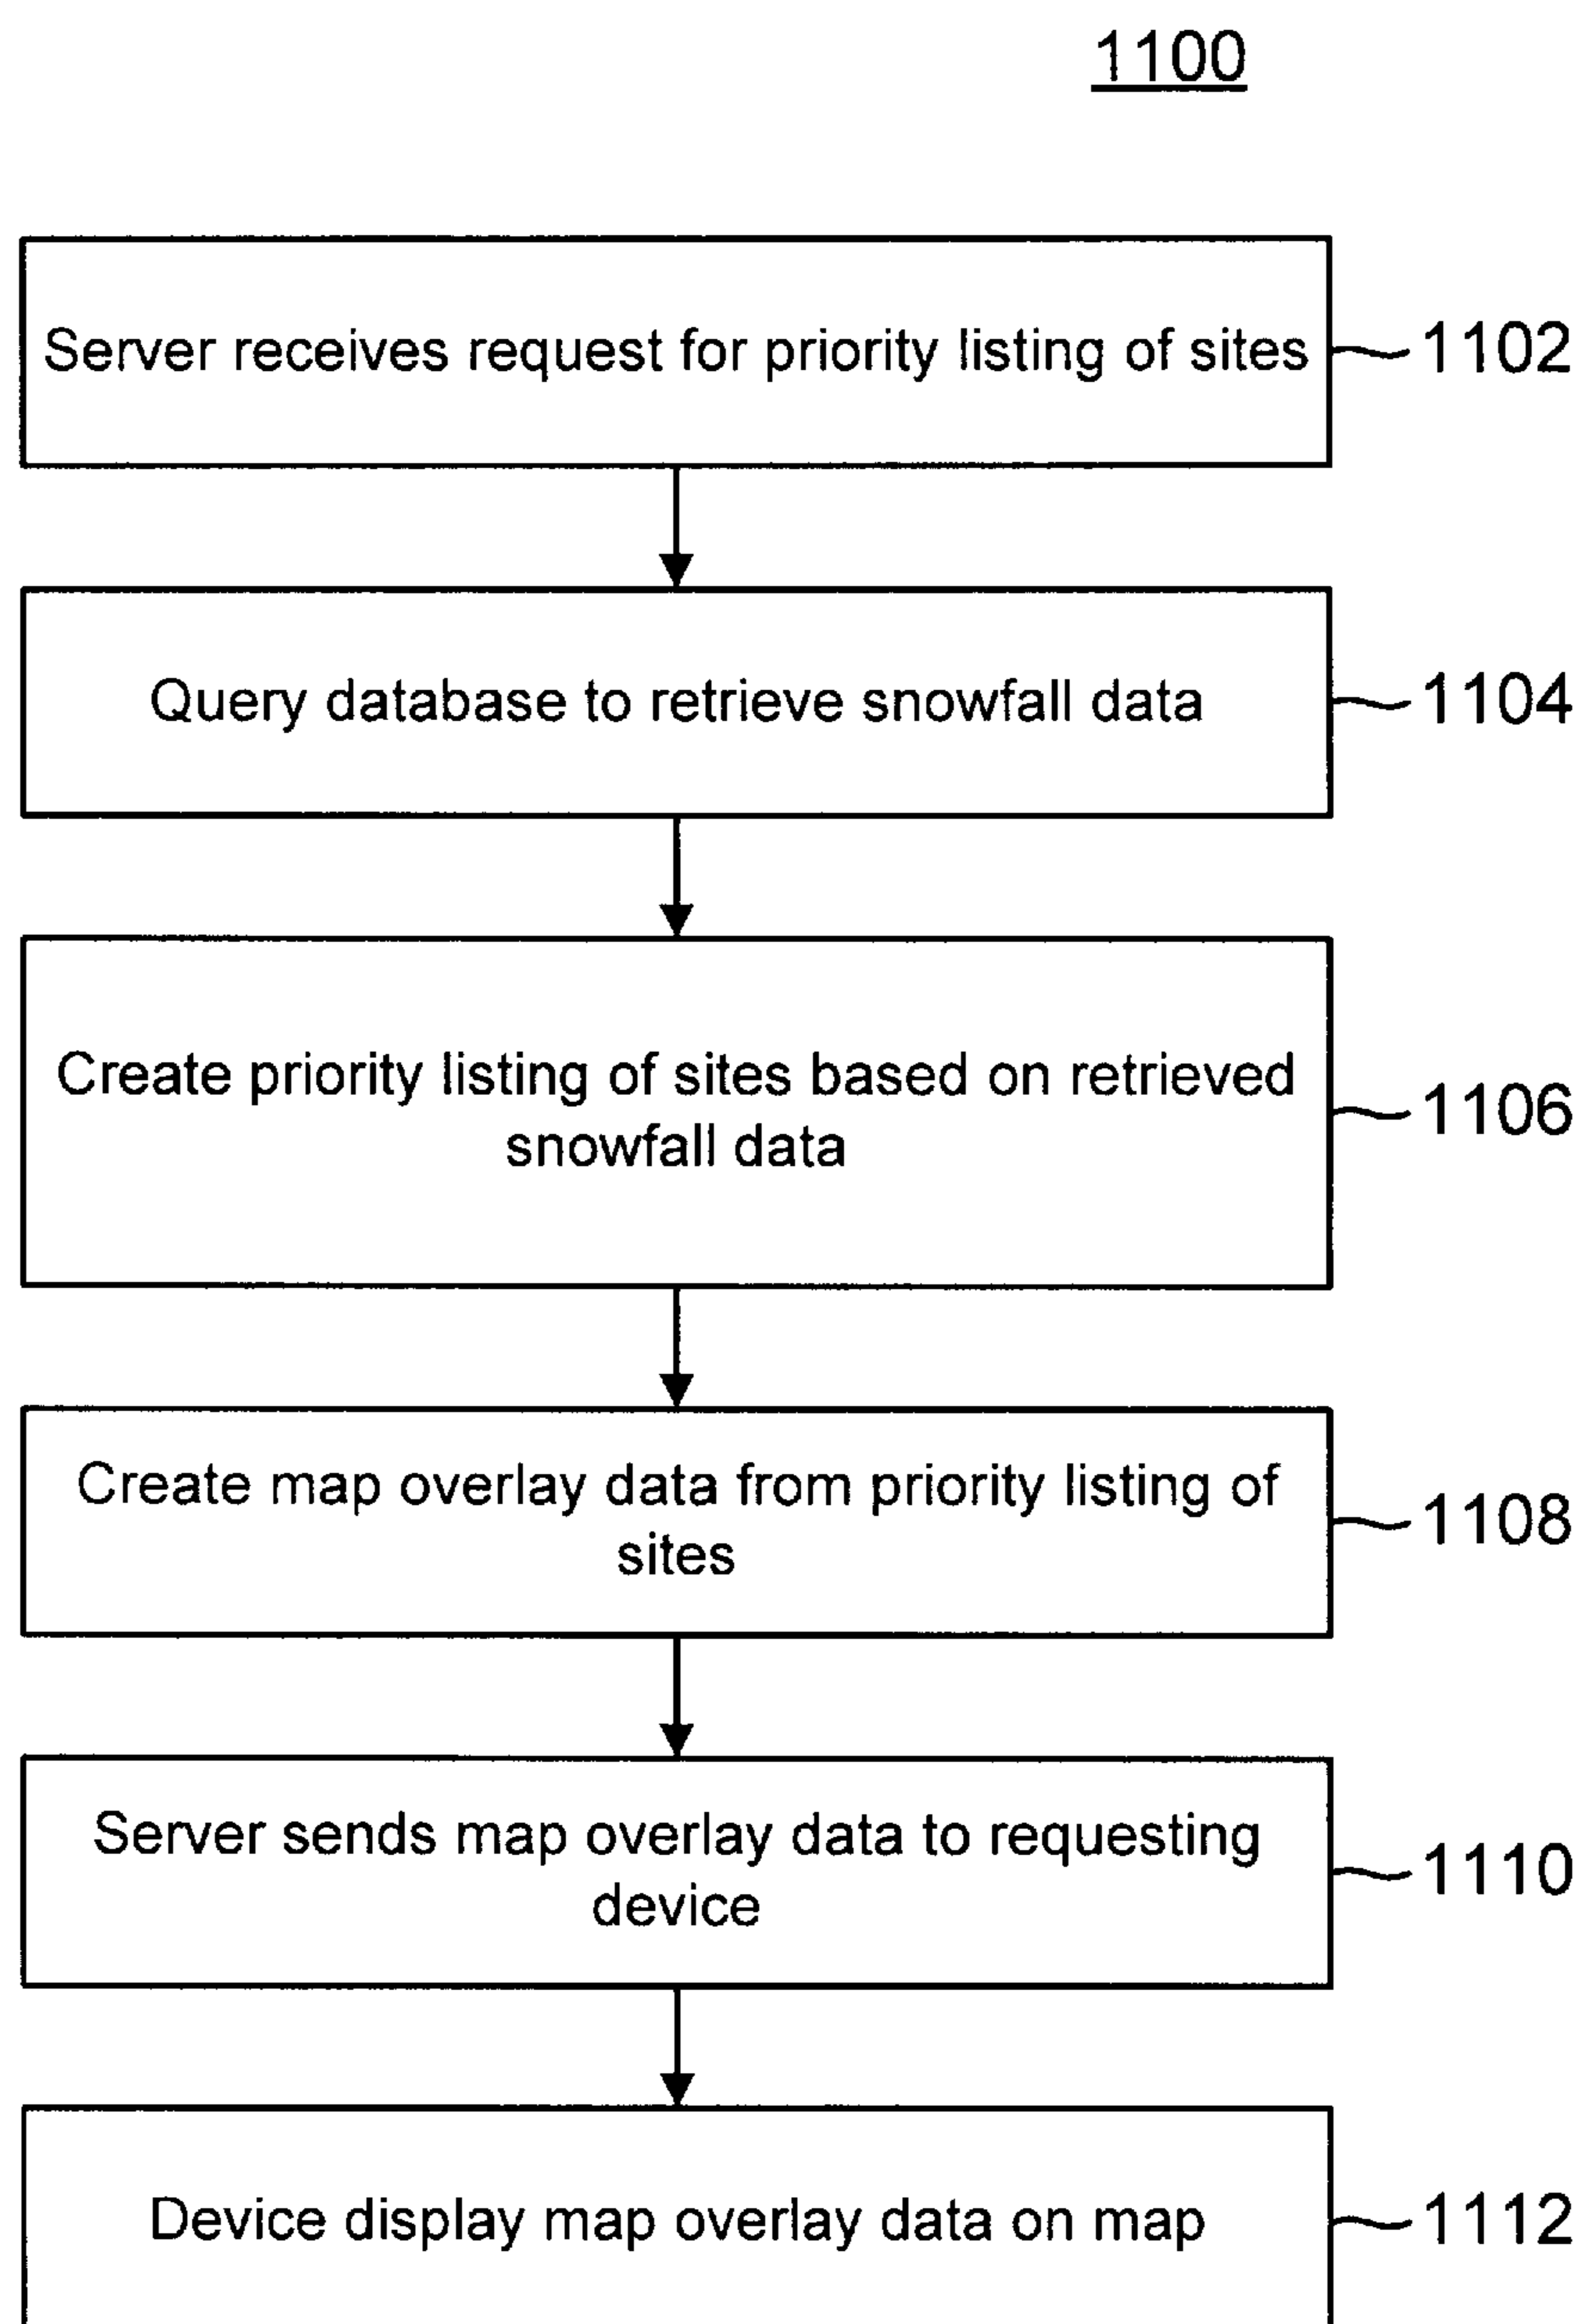 1100
Server receives request for priority listing of sites
1102
Query database to retrieve snowfall data
1104
Create priority listing of sites based on retrieved
snowfall data
1106
Create map overlay data from priority listing of
sites
1108
Server sends map overlay data to requesting
device
1110
Device display map overlay data on map
1112